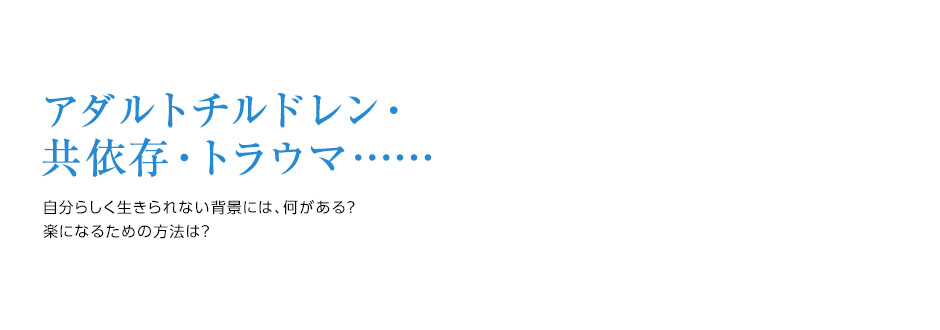 アダルトチルドレン・
共依存・トラウマ……
自分らしく生きられない背景には、何がある？
楽になるための方法は？